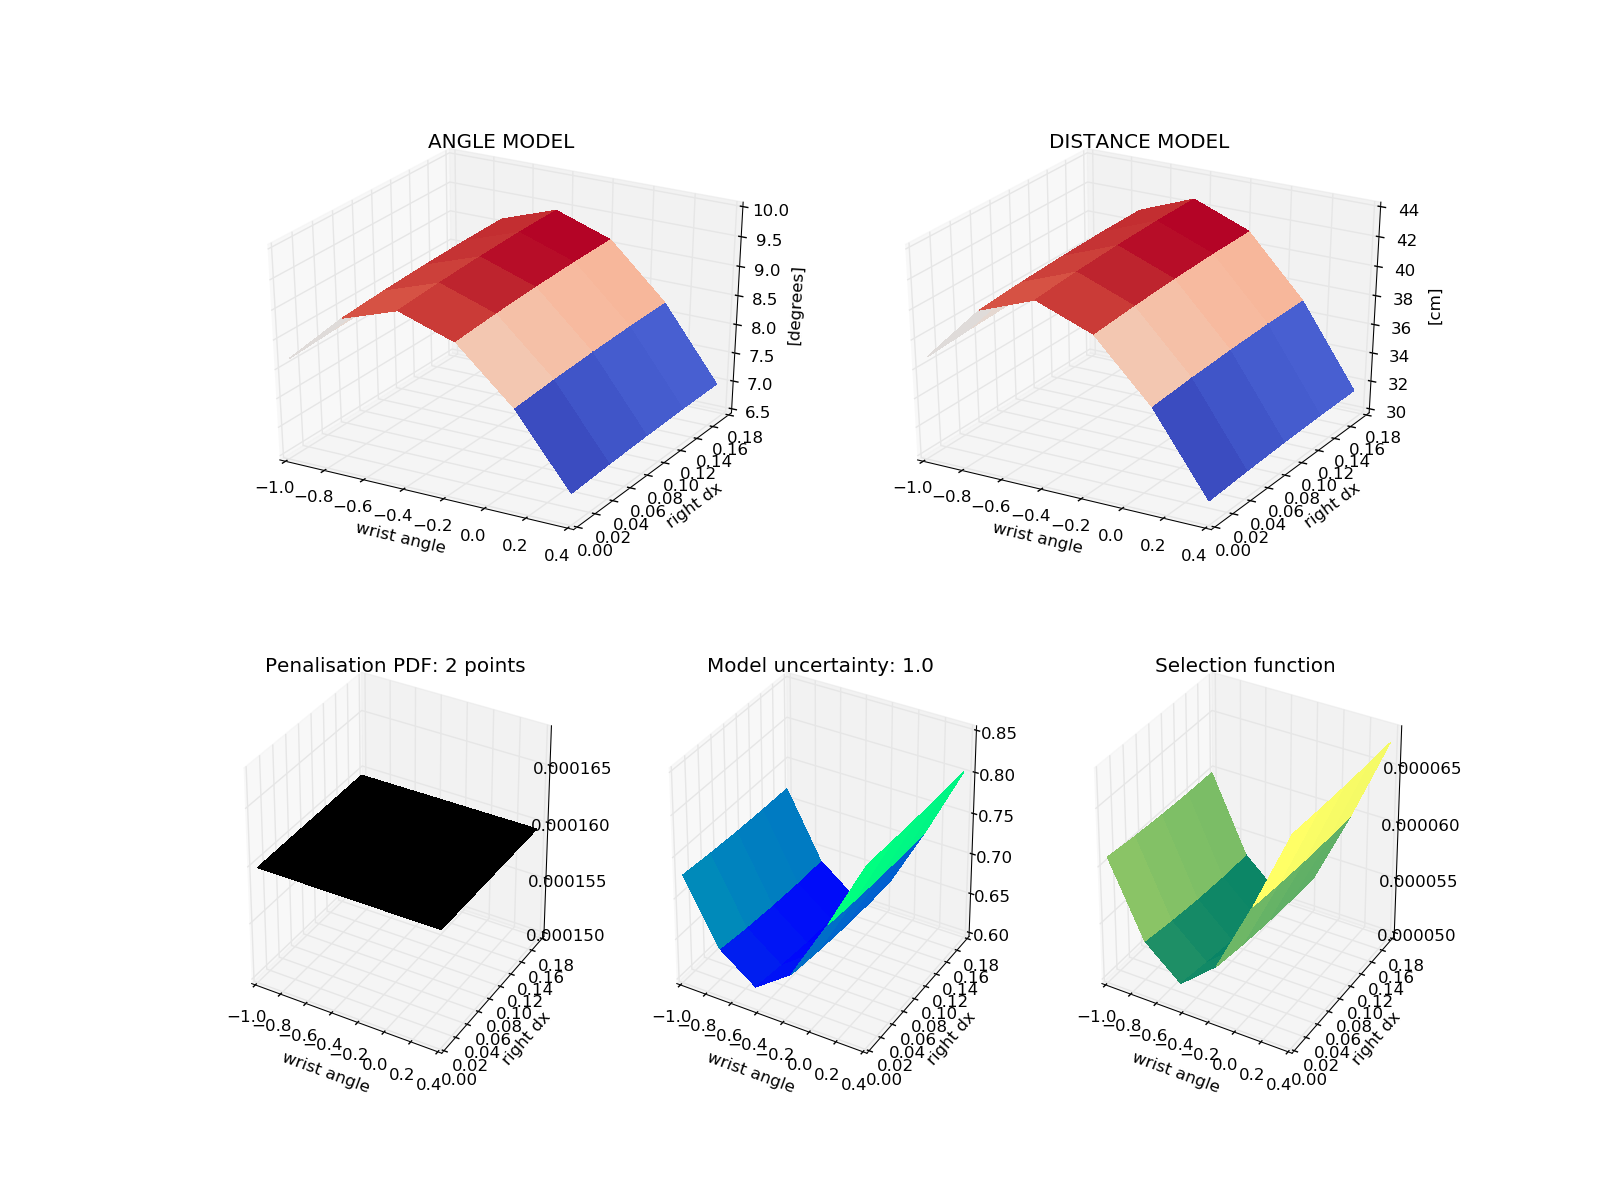 ANGLE MODEL
10.0
9.5
9.0
8.5
8.0
7.5
7.0
6.5
[degrees]
−1.0 −0.8 −0.6 −0.4 −0.2 0.0 0.2 0.4
wrist angle
0.00 0.02 0.04 0.06 0.08 0.10 0.12 0.14 0.16 0.18
right dx
DISTANCE MODEL
44
42
40
38
36
34
32
30
[cm]
−1.0 −0.8 −0.6 −0.4 −0.2 0.0 0.2 0.4
wrist angle
0.00 0.02 0.04 0.06 0.08 0.10 0.12 0.14 0.16 0.18
right dx
Penalisation PDF: 2 points
0.000165
0.000160
0.000155
0.000150
−1.0 −0.8 −0.6 −0.4 −0.2 0.0 0.2 0.4
wrist angle
0.00 0.02 0.04 0.06 0.08 0.10 0.12 0.14 0.16 0.18
right dx
Model uncertainty: 1.0
0.85
0.80
0.75
0.70
0.65
0.60
−1.0 −0.8 −0.6 −0.4 −0.2 0.0 0.2 0.4
wrist angle
0.00 0.02 0.04 0.06 0.08 0.10 0.12 0.14 0.16 0.18
right dx
Selection function
0.000065
0.000060
0.000055
0.000050
−1.0 −0.8 −0.6 −0.4 −0.2 0.0 0.2 0.4
wrist angle
0.00 0.02 0.04 0.06 0.08 0.10 0.12 0.14 0.16 0.18
right dx